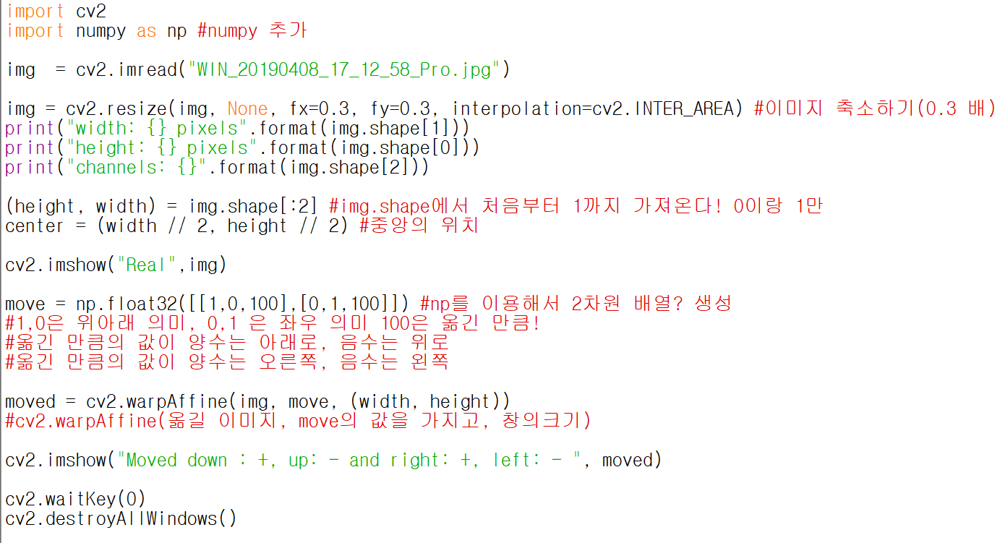 import cv2
import numpy as np #numpy 추가
img  = cv2.imread("WIN_20190408_17_12_58_Pro.jpg")
img = cv2.resize(img, None, fx=0.3, fy=0.3, interpolation=cv2.INTER_AREA) #이미지 축소하기(0.3 배)
print("width: {} pixels".format(img.shape[1]))
print("height: {} pixels".format(img.shape[0]))
print("channels: {}".format(img.shape[2]))
(height, width) = img.shape[:2] #img.shape에서 처음부터 1까지 가져온다! 0이랑 1만
center = (width // 2, height // 2) #중앙의 위치
cv2.imshow("Real",img)
move = np.float32([[1,0,100],[0,1,100]]) #np를 이용해서 2차원 배열? 생성
#1,0은 위아래 의미, 0,1 은 좌우 의미 100은 옮긴 만큼!
#옮긴 만큼의 값이 양수는 아래로, 음수는 위로
#옮긴 만큼의 값이 양수는 오른쪽, 음수는 왼쪽
moved = cv2.warpAffine(img, move, (width, height))
#cv2.warpAffine(옮길 이미지, move의 값을 가지고, 창의크기)
cv2.imshow("Moved down : +, up: - and right: +, left: - ", moved)
cv2.waitKey(0)
cv2.destroyAllWindows()